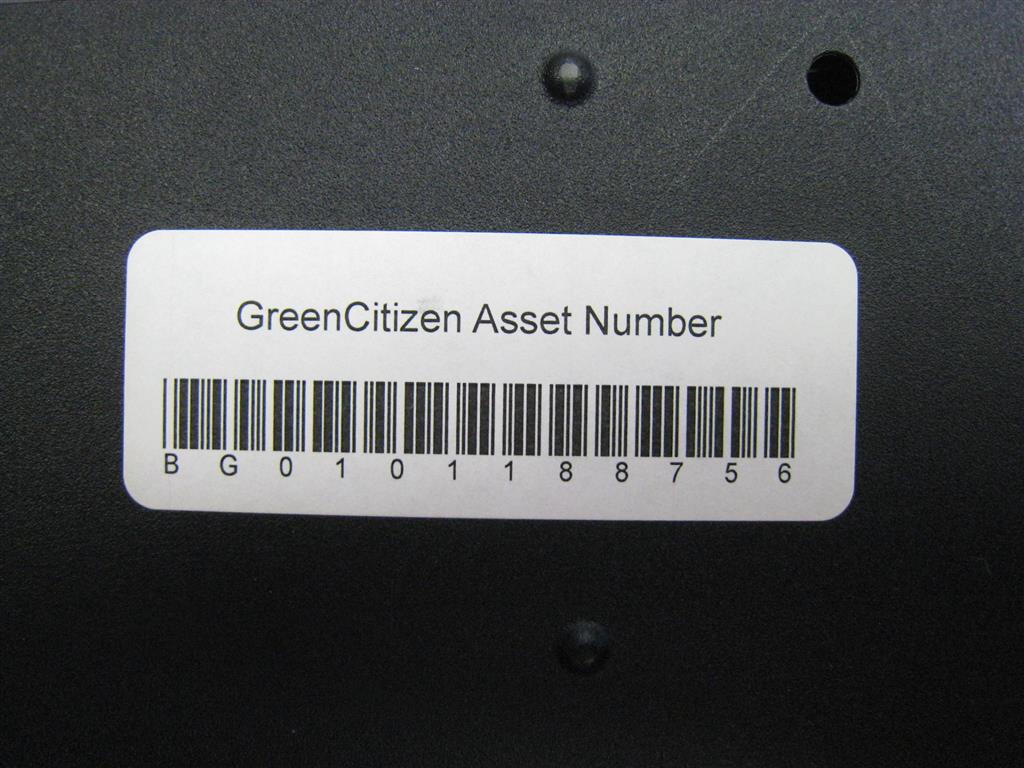 GreenCitizen Asset Number
B G 0 1 0 1 1 8 8 7 5 6